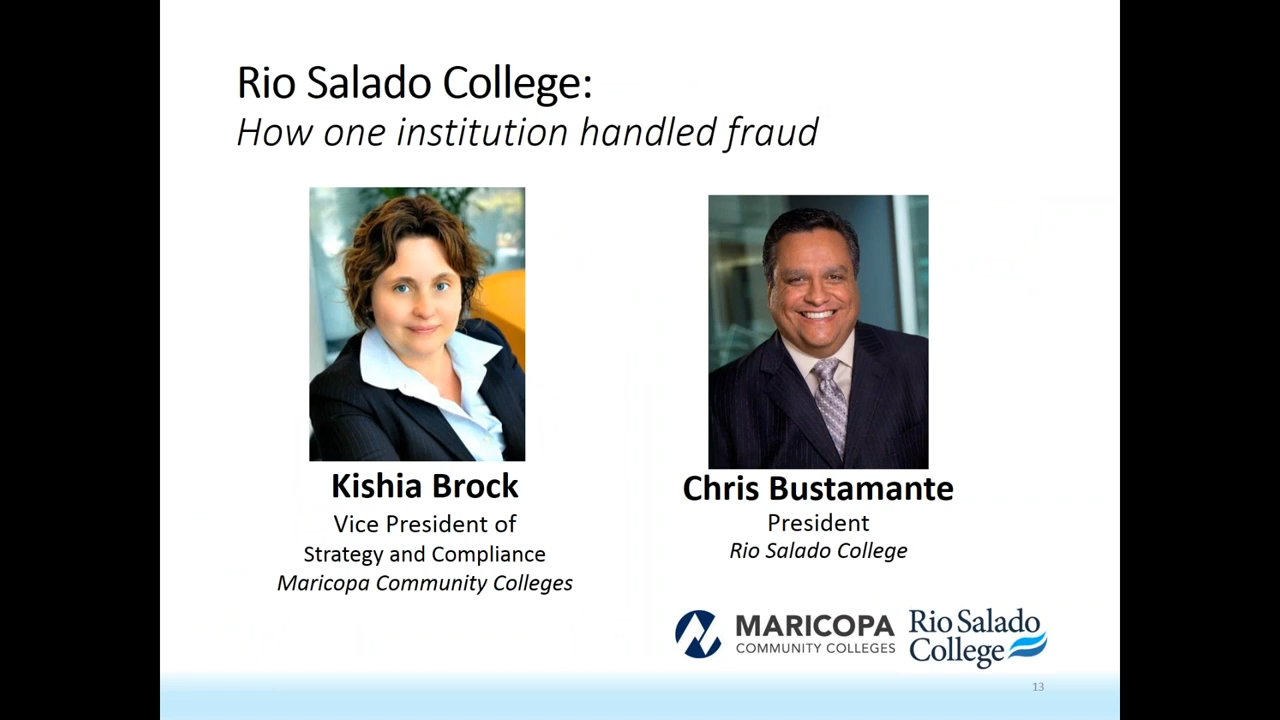 Rio Salado College:
How one institution handled fraud
Kishia Brock
Vice President of
Strategy and Compliance
Maricopa Community Colleges
Chris Bustamante
President
Rio Salado College
MARICOPA
COMMUNITY COLLEGES
Rio Salado
College
13